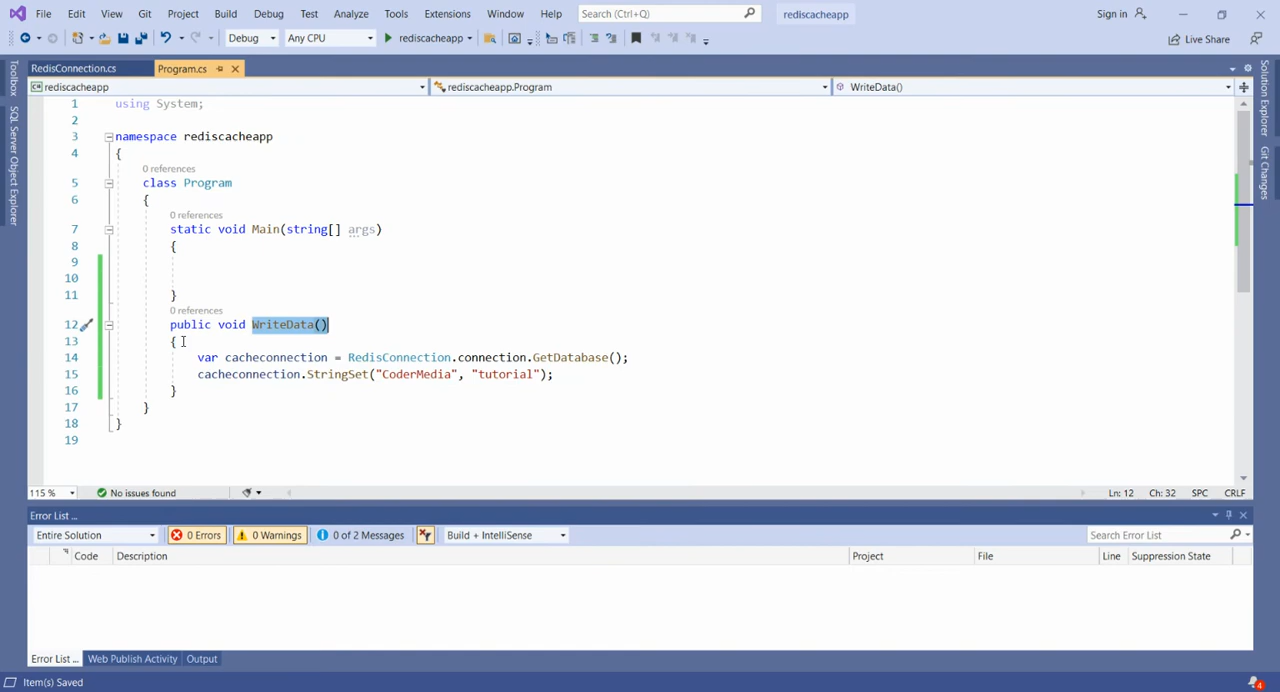 File Edit View Git Project Build Debug Test Analyze Tools Extensions Window Help Search (Ctrl+Q) rediscacheapp Sign in
Debug Any CPU rediscacheapp Live Share
RedisConnection.cs Program.cs
rediscacheapp rediscacheapp.Program WriteData()
1 using System;
2
3 namespace rediscacheapp
4 {
0 references
5 class Program
6 {
0 references
7 static void Main(string[] args)
8 {
9
10
11 }
0 references
12 public void WriteData()
13 {
14 var cacheconnection = RedisConnection.connection.GetDatabase();
15 cacheconnection.StringSet("CoderMedia", "tutorial");
16 }
17 }
18 }
19
115 % No issues found Ln: 12 Ch: 32 SPC CRLF
Error List ...
Entire Solution 0 Errors 0 Warnings 0 of 2 Messages Build + IntelliSense Search Error List
Code Description Project File Line Suppression State
Error List ... Web Publish Activity Output
Item(s) Saved 4
Toolbox
SQL Server Object Explorer
Solution Explorer
Git Changes